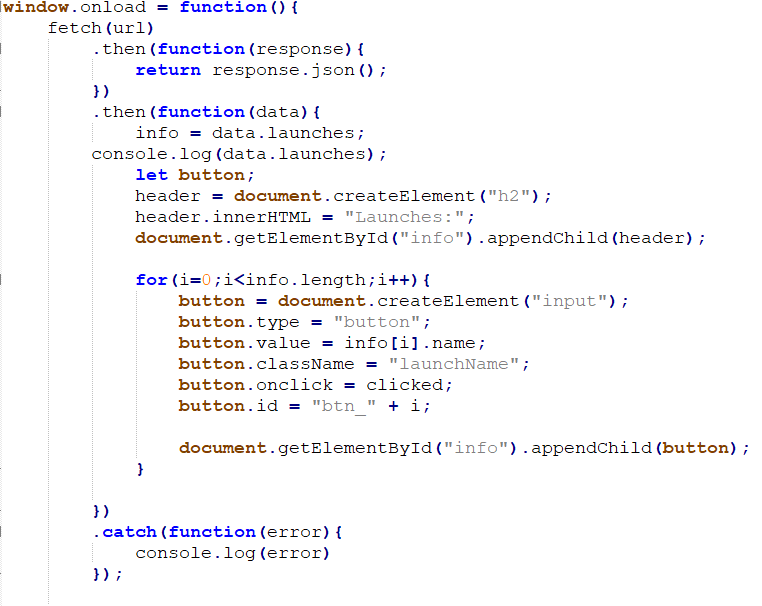 window.onload = function(){
fetch(url)
.then(function(response){
return response.json();
})
.then(function(data){
info = data.launches;
console.log(data.launches);
let button;
header = document.createElement("h2");
header.innerHTML = "Launches:";
document.getElementById("info").appendChild(header);
for(i=0;i<info.length;i++){
button = document.createElement("input");
button.type = "button";
button.value = info[i].name;
button.className = "launchName";
button.onclick = clicked;
button.id = "btn_" + i;
document.getElementById("info").appendChild(button);
}
})
.catch(function(error){
console.log(error)
});